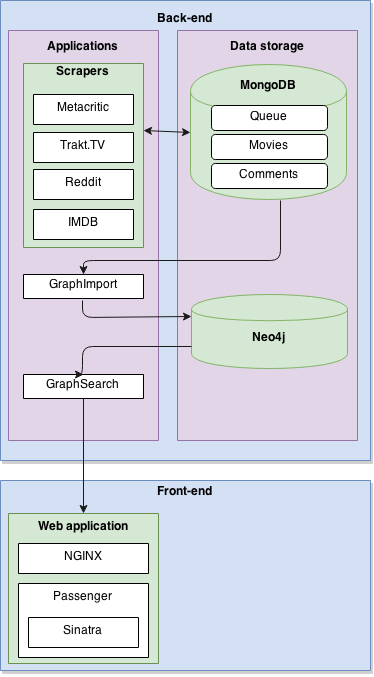 Back-end
Applications
Data storage
Scrapers
Metacritic
Trakt.TV
Reddit
IMDB
MongoDB
Queue
Movies
Comments
GraphImport
Neo4j
GraphSearch
Front-end
Web application
NGINX
Passenger
Sinatra